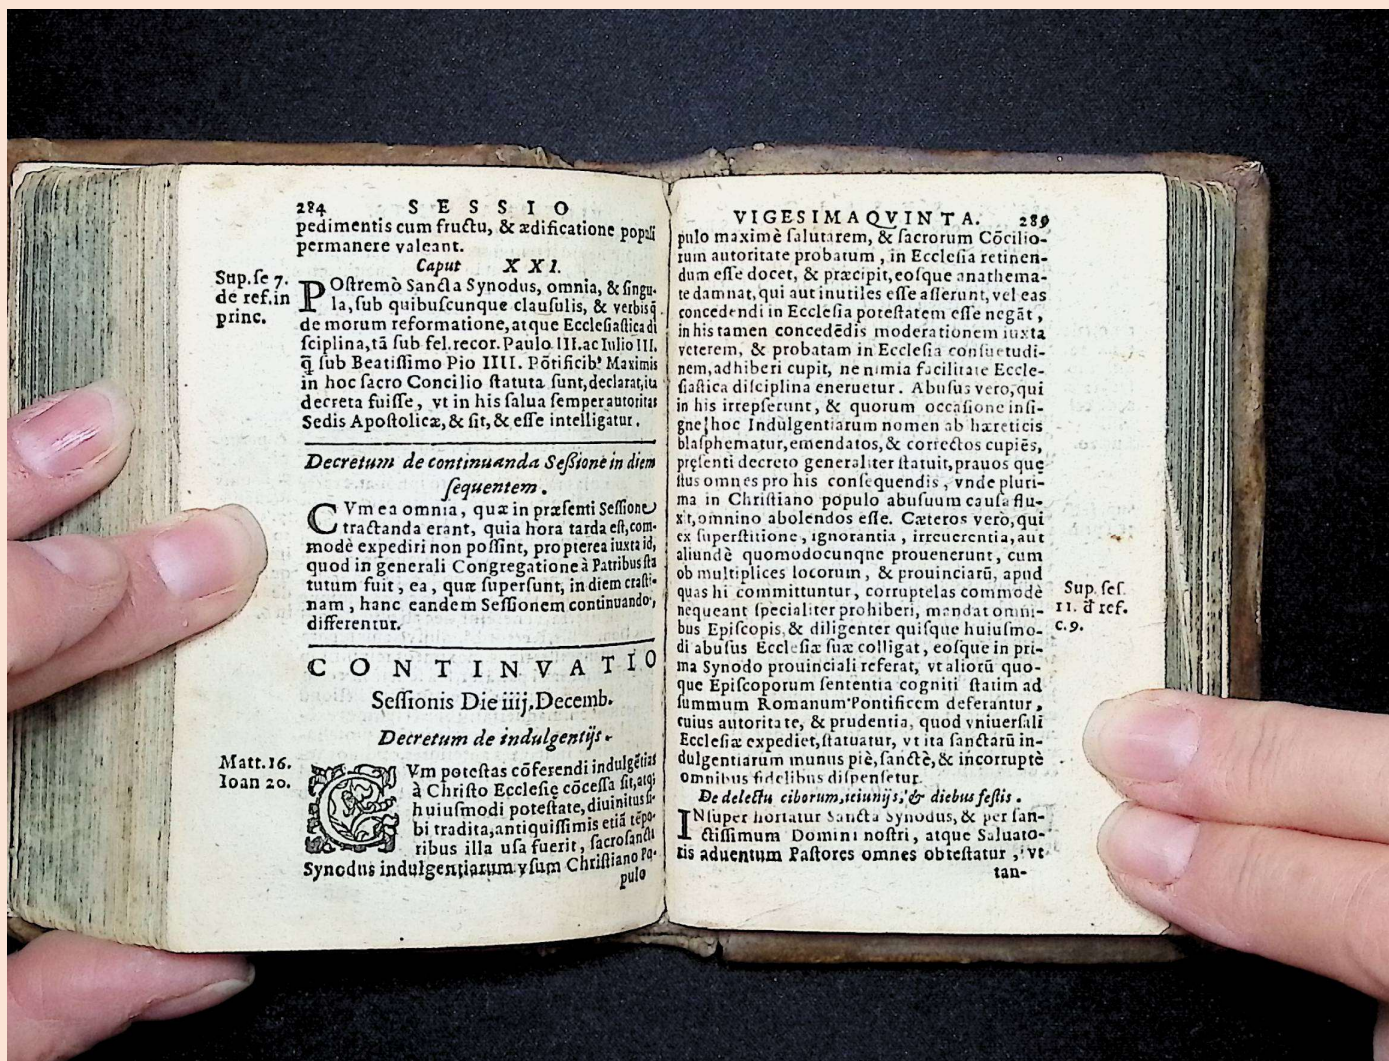 284 SESSIO
pedimentis cum fructu, & ædificatione populi
permanere valeant.
Caput XXI.
Sup. se 7.
de ref. in
princ.
POſtremò Sancta Synodus, omnia, & ſingu-
la, ſub quibuſcunque clauſulis, & verbis q̃
de morum reformatione, atque Eccleſiaſtica di
ſciplina, tã ſub fel. recor. Paulo III. ac Iulio III.
q̃ ſub Beatiſſimo Pio IIII. Põtificib' Maximis
in hoc ſacro Concilio ſtatuta ſunt, declarat, ita
decreta fuiſſe, vt in his ſalua ſemper autoritas
Sedis Apoſtolicæ, & ſit, & eſſe intelligatur.
Decretum de continuanda Seſſione in diem
ſequentem.
CVm ea omnia, quæ in præſenti Seſſione
tractanda erant, quia hora tarda eſt, com-
modè expediri non poſſint, propterea iuxta id,
quod in generali Congregatione à Patribus ſta
tutum fuit, ea, quæ ſuperſunt, in diem craſti-
nam, hanc eandem Seſſionem continuando,
differentur.
CONTINVATIO
Seſſionis Die iiij. Decemb.
Decretum de indulgentijs.
Matt. 16.
Ioan 20.
CVm poteſtas cõferendi indulgẽtias
à Chriſto Eccleſię cõceſſa ſit, atq;
huiuſmodi poteſtate, diuinitus ſi-
bi tradita, antiquiſſimis etiã tẽpo-
ribus illa vſa fuerit, ſacroſancta
Synodus indulgentiarum vſum Chriſtiano Po-
pulo
VIGESIMAQVINTA. 289
pulo maximè ſalutarem, & ſacrorum Cõcilio-
rum autoritate probatum, in Eccleſia retinen-
dum eſſe docet, & præcipit, eoſque anathema-
te damnat, qui aut inutiles eſſe aſſerunt, vel eas
concedendi in Eccleſia poteſtatem eſſe negãt,
in his tamen concedẽdis moderationem iuxta
veterem, & probatam in Eccleſia conſuetudi-
nem, adhiberi cupit, ne nimia facilitate Eccle-
ſiaſtica diſciplina eneruetur. Abuſus vero, qui
in his irrepſerunt, & quorum occaſione inſi-
gne hoc Indulgentiarum nomen ab hæreticis
blaſphematur, emendatos, & correctos cupiẽs,
pręſenti decreto generaliter ſtatuit, prauos que
ſtus omnes pro his conſequendis, vnde pluri-
ma in Chriſtiano populo abuſuum cauſa flu-
xit, omnino abolendos eſſe. Cæteros verò, qui
ex ſuperſtitione, ignorantia, irreuerentia, aut
aliundè quomodocunque prouenerunt, cum
ob multiplices locorum, & prouinciarũ, apud
quas hi committuntur, corruptelas commodè
nequeant ſpecialiter prohiberi, mandat omni-
bus Epiſcopis, & diligenter quiſque huiuſmo-
di abuſus Eccleſiæ ſuæ colligat, eoſque in pri-
ma Synodo prouinciali referat, vt aliorũ quo-
que Epiſcoporum ſententia cogniti ſtatim ad
ſummum Romanum Pontificem deferantur,
cuius autoritate, & prudentia, quod vniuerſali
Eccleſiæ expediet, ſtatuatur, vt ita ſanctarũ in-
dulgentiarum munus piè, ſanctè, & incorruptè
omnibus fidelibus diſpenſetur.
Sup. ſeſ.
11. đ ref.
c. 9.
De delectu ciborum, ieiunijs, & diebus feſtis.
INſuper hortatur Sancta Synodus, & per ſan-
ctiſſimum Domini noſtri, atque Saluato-
ris aduentum Paſtores omnes obteſtatur, vt
tan-